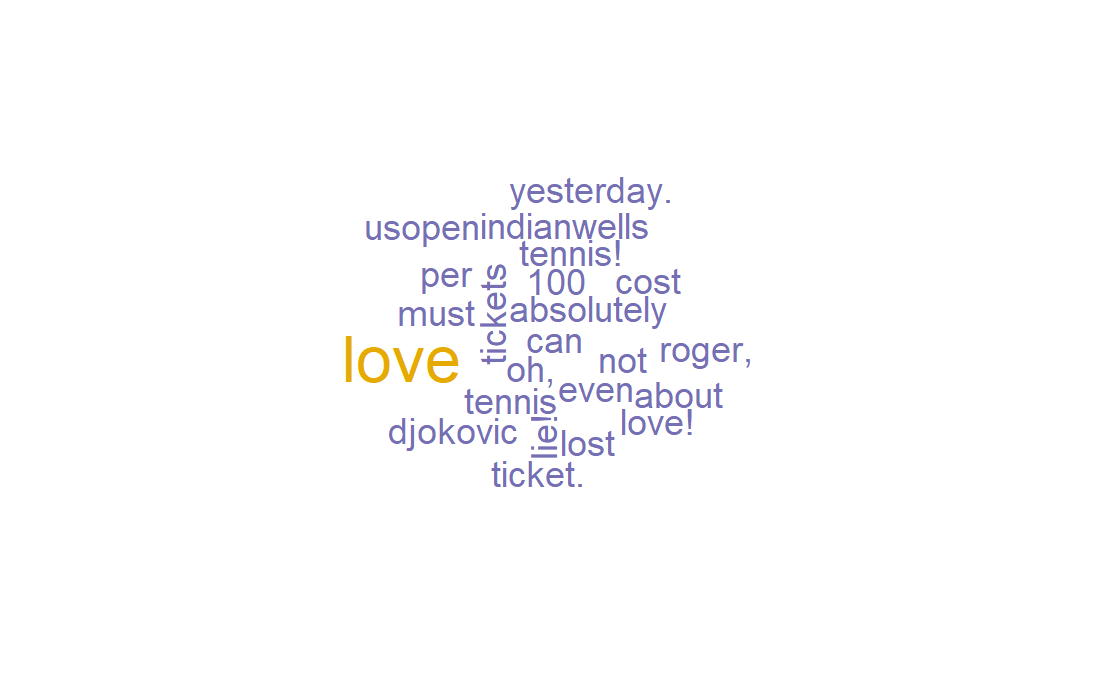 yesterday.
usopenindianwells
tennis!
per
tickets
100
cost
must
absolutely
love
can
oh,
not
roger,
tennis
even
about
djokovic
lie!
lost
love!
ticket.